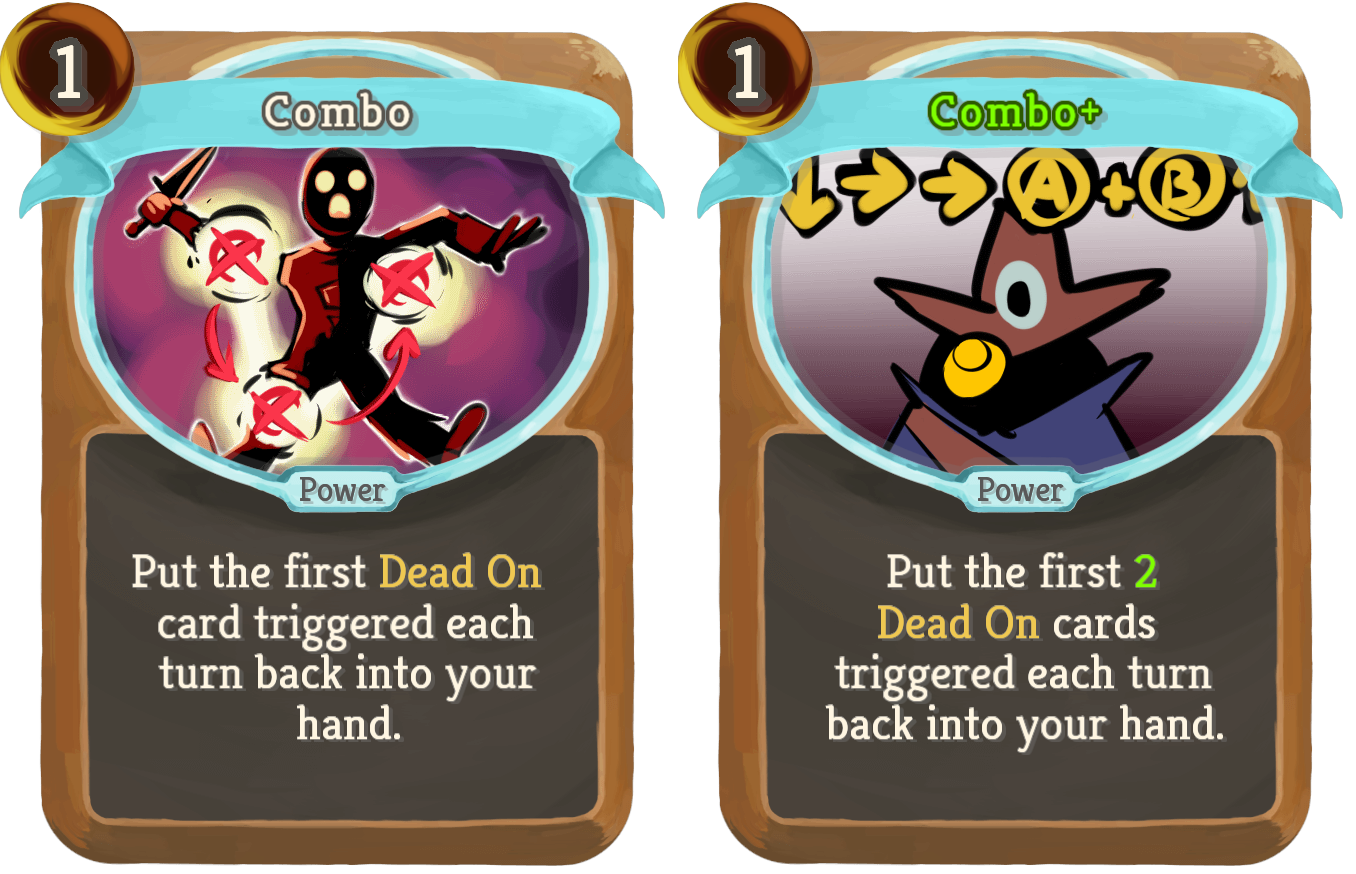 1
Combo
Power
Put the first Dead On
card triggered each
turn back into your
hand.
1
Combo+
A + B
Power
Put the first 2
Dead On cards
triggered each turn
back into your hand.